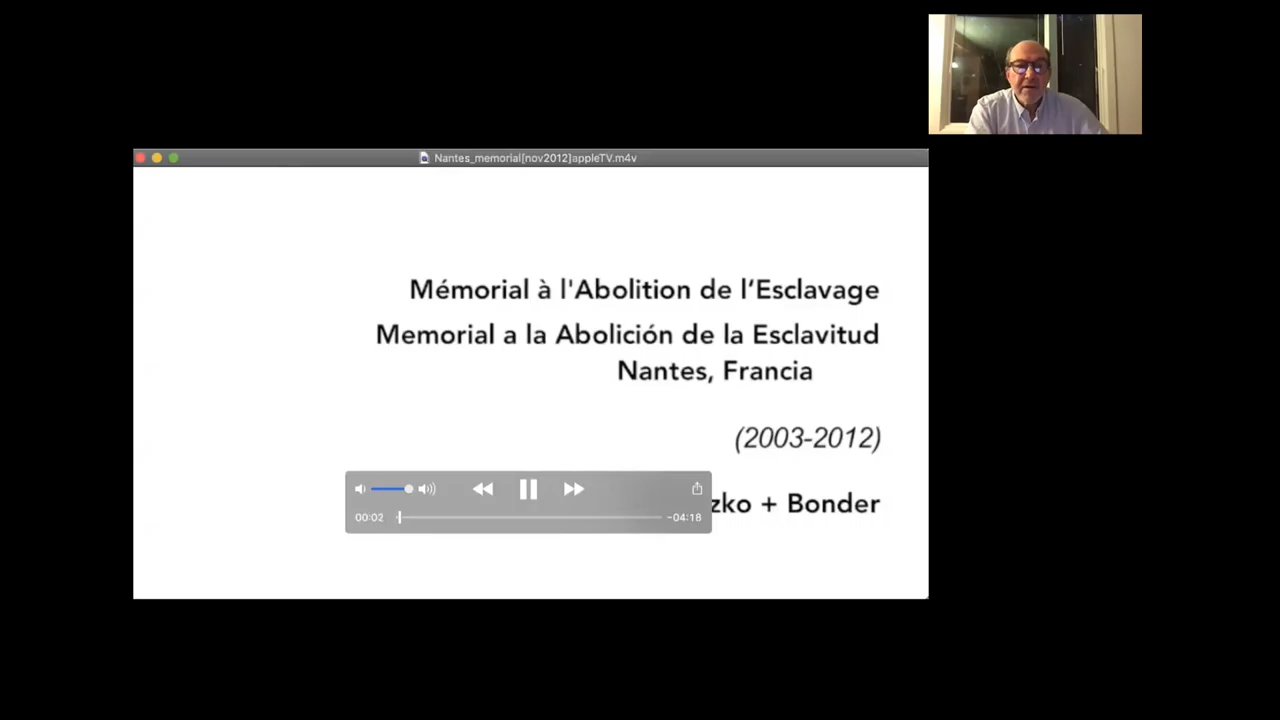 Nantes_memorial[nov2012]appleTV.m4v
Mémorial à l'Abolition de l‘Esclavage
Memorial a la Abolición de la Esclavitud
Nantes, Francia
(2003-2012)
+ Bonder
00:02
-04:18